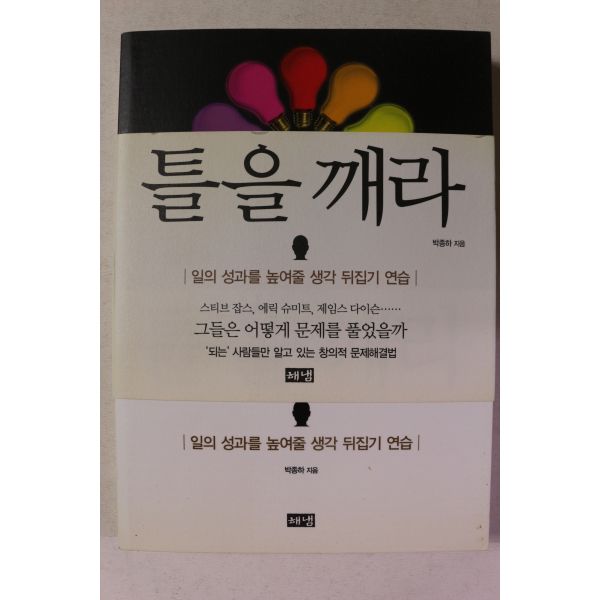 틀을 깨라
박종하 지음
일의 성과를 높여줄 생각 뒤집기 연습
스티브 잡스, 에릭 슈미트, 제임스 다이슨……
그들은 어떻게 문제를 풀었을까
'되는' 사람들만 알고 있는 창의적 문제해결법
해냄
일의 성과를 높여줄 생각 뒤집기 연습
박종하 지음
해냄